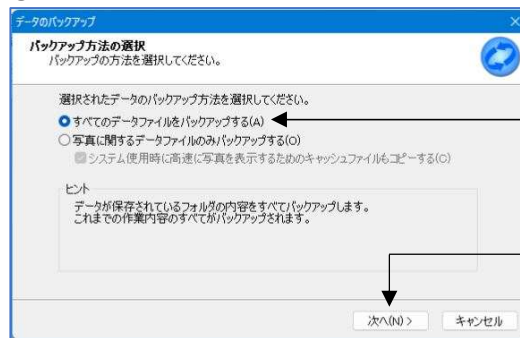 データのバックアップ
バックアップ方法の選択
バックアップの方法を選択してください。
選択されたデータのバックアップ方法を選択してください。
すべてのデータファイルをバックアップする(A)
写真に関するデータファイルのみバックアップする(O)
システム使用時に高速に写真を表示するためのキャッシュファイルもコピーする(C)
ヒント
データが保存されているフォルダの内容をすべてバックアップします。
これまでの作業内容のすべてがバックアップされます。
次へ(N) >
キャンセル